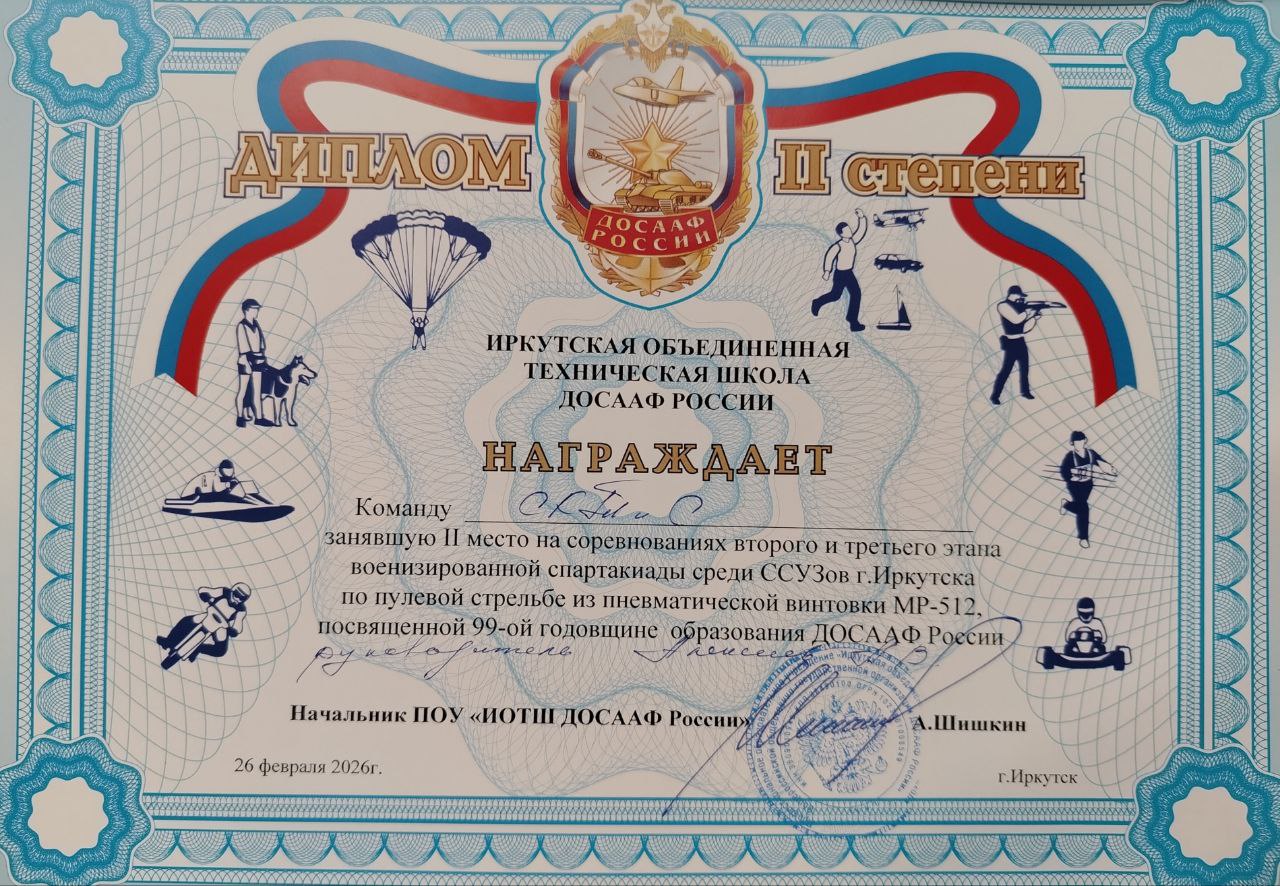 ДИПЛОМ II степени
ДОСААФ
РОССИИ
ИРКУТСКАЯ ОБЪЕДИНЕННАЯ
ТЕХНИЧЕСКАЯ ШКОЛА
ДОСААФ РОССИИ
НАГРАЖДАЕТ
Команду СКТиС
занявшую II место на соревнованиях второго и третьего этапа
военизированной спартакиады среди ССУЗов г.Иркутска
по пулевой стрельбе из пневматической винтовки МР-512,
посвященной 99-ой годовщине образования ДОСААФ России
руководитель
Начальник ПОУ «ИОТШ ДОСААФ России» А.Шишкин
26 февраля 2026г. г.Иркутск